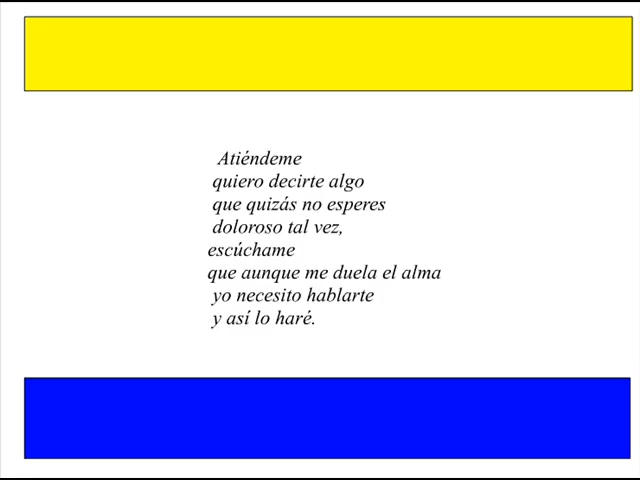 Atiéndeme
quiero decirte algo
que quizás no esperes
doloroso tal vez,
escúchame
que aunque me duela el alma
yo necesito hablarte
y así lo haré.